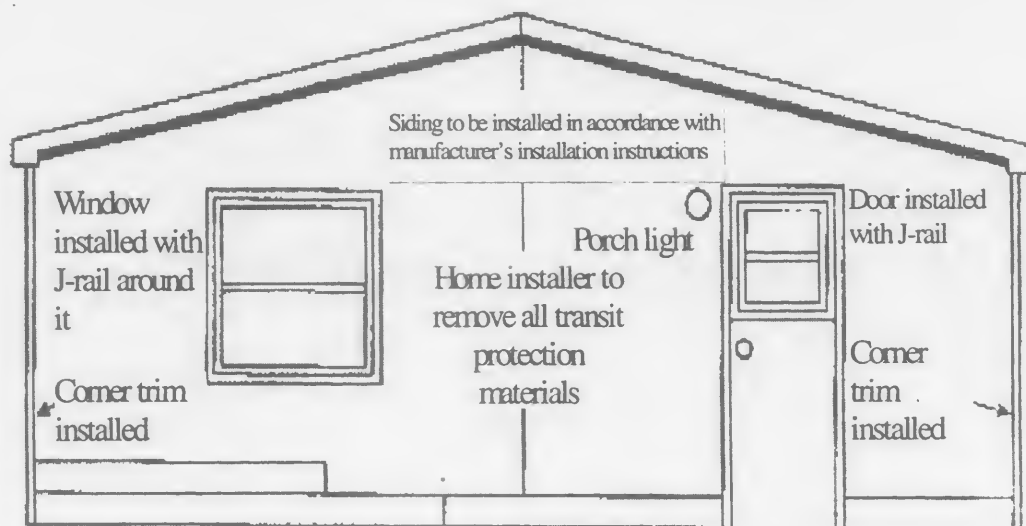 Siding to be installed in accordance with
manufacturer's installation instructions
Window
installed with
J-rail around
it
Porch light
Door installed
with J-rail
Home installer to
remove all transit
protection
materials
Corner trim
installed
Corner
trim
installed